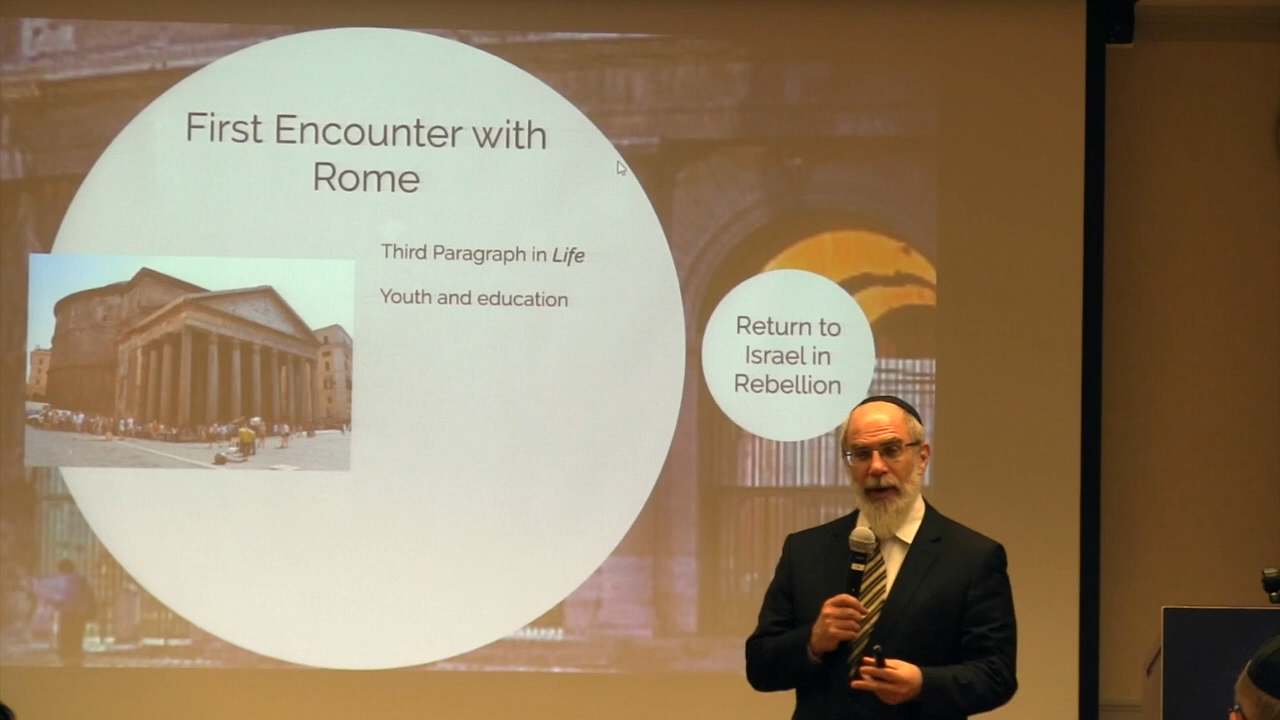 First Encounter with
Rome
Third Paragraph in Life
Youth and education
Return to
Israel in
Rebellion